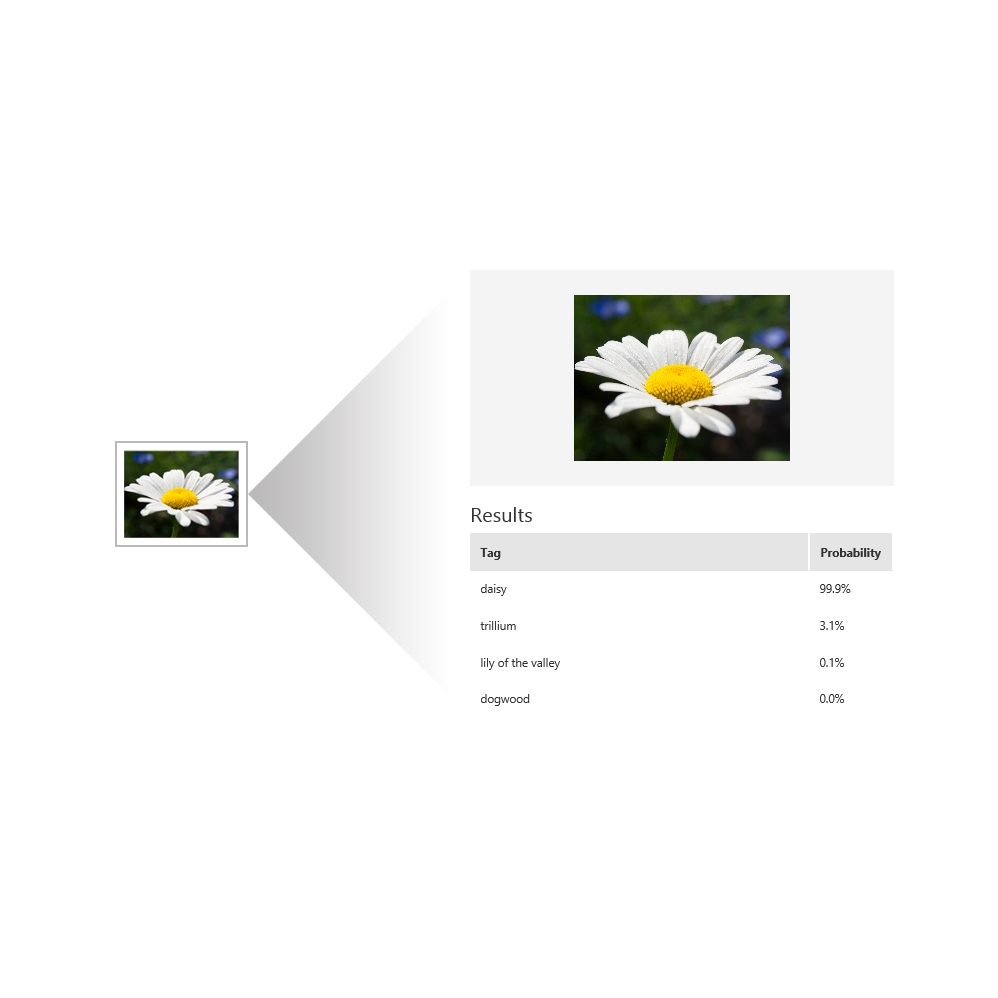 Results
Tag Probability
daisy 99.9%
trillium 3.1%
lily of the valley 0.1%
dogwood 0.0%